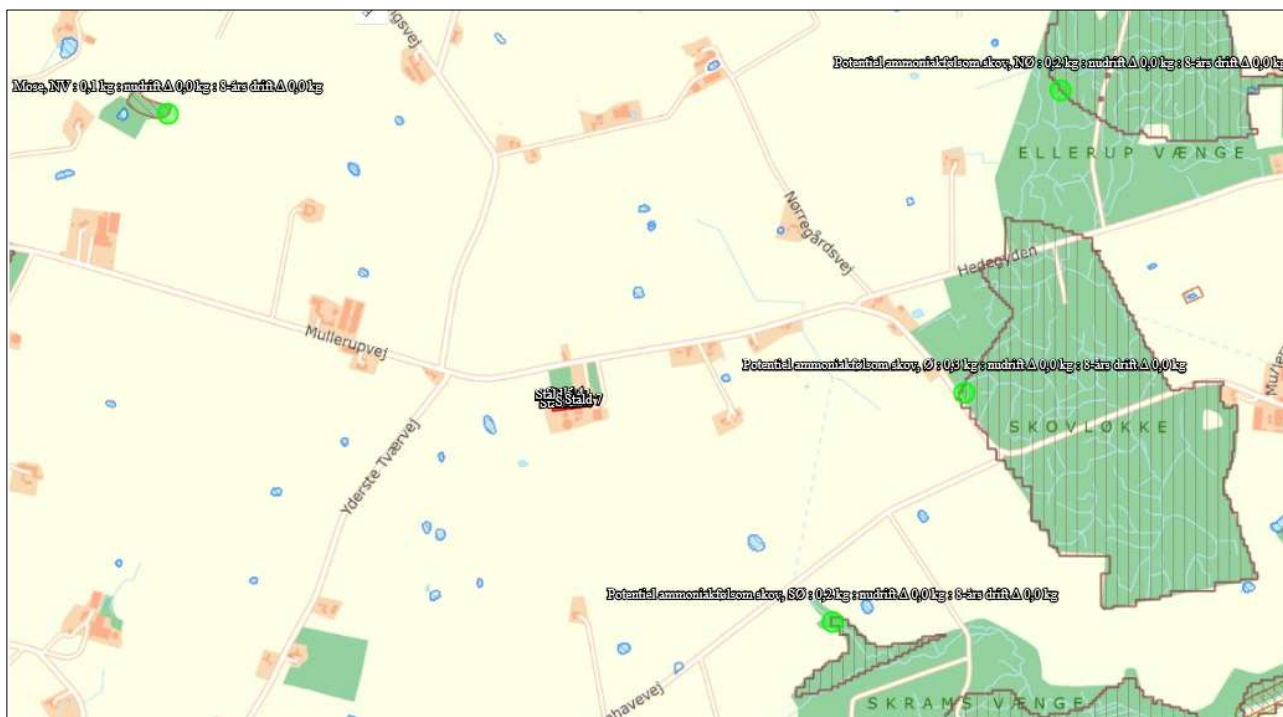 ngsvej
Potentiel ammoniakfølsom skov, NØ : 0,2 kg : nudrift Δ 0,0 kg : 8-års drift Δ 0,0 kg
Mose, NV : 0,1 kg : nudrift Δ 0,0 kg : 8-års drift Δ 0,0 kg
ELLERUP VÆNGE
Nørregårdsvej
Hedegyden
Mullerupvej
Potentiel ammoniakfølsom skov, Ø : 0,3 kg : nudrift Δ 0,0 kg : 8-års drift Δ 0,0 kg
Stald 7
SKOVLØKKE
Yderste Tværvej
Potentiel ammoniakfølsom skov, SØ : 0,2 kg : nudrift Δ 0,0 kg : 8-års drift Δ 0,0 kg
havevej
SKRAMS VÆNGE